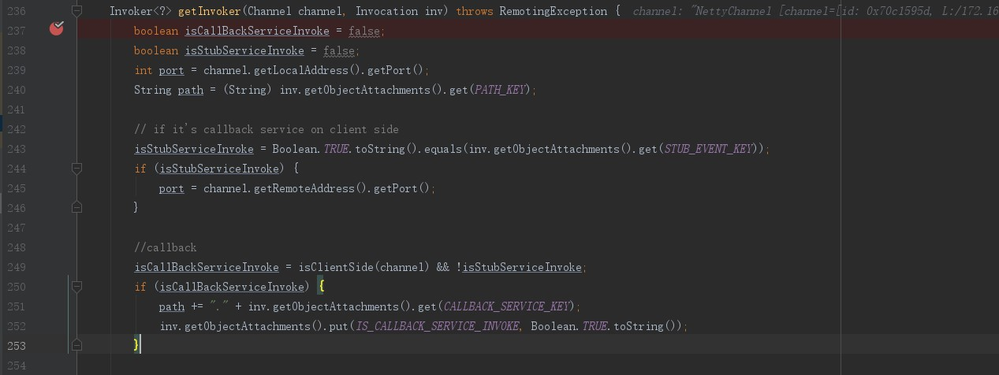 236 Invoker<?> getInvoker(Channel channel, Invocation inv) throws RemotingException { channel: "NettyChannel [channel=[id: 0x70c1595d, L:/172.16
237 boolean isCallBackServiceInvoke = false;
238 boolean isStubServiceInvoke = false;
239 int port = channel.getLocalAddress().getPort();
240 String path = (String) inv.getObjectAttachments().get(PATH_KEY);
241
242 // if it's callback service on client side
243 isStubServiceInvoke = Boolean.TRUE.toString().equals(inv.getObjectAttachments().get(STUB_EVENT_KEY));
244 if (isStubServiceInvoke) {
245 port = channel.getRemoteAddress().getPort();
246 }
247
248 //callback
249 isCallBackServiceInvoke = isClientSide(channel) && !isStubServiceInvoke;
250 if (isCallBackServiceInvoke) {
251 path += "." + inv.getObjectAttachments().get(CALLBACK_SERVICE_KEY);
252 inv.getObjectAttachments().put(IS_CALLBACK_SERVICE_INVOKE, Boolean.TRUE.toString());
253 }
254